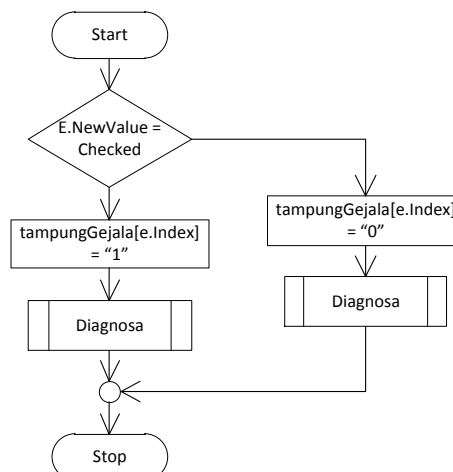 Start
E.NewValue =
Checked
tampungGejala[e.Index]
= “1”
Diagnosa
tampungGejala[e.Index]
= “0”
Diagnosa
Stop